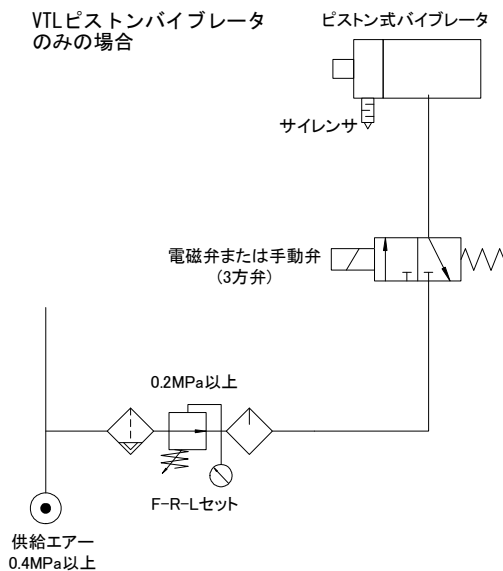 VTLピストンバイブレータ
のみの場合
ピストン式バイブレータ
サイレンサ
電磁弁または手動弁
(3方弁)
0.2MPa以上
F-R-Lセット
供給エアー
0.4MPa以上